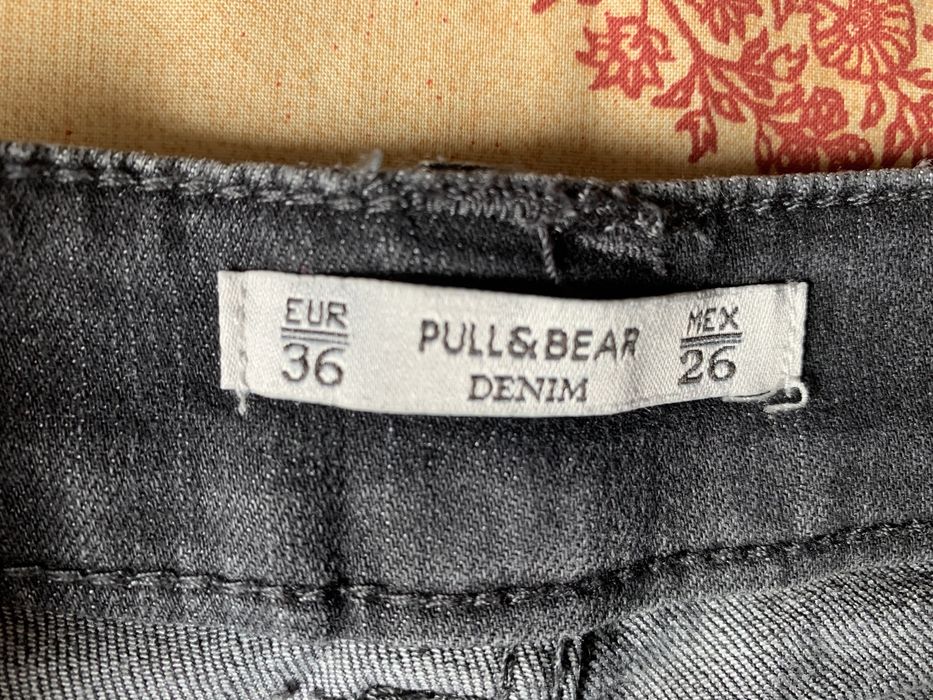 EUR
36
PULL&BEAR
DENIM
MEX
26